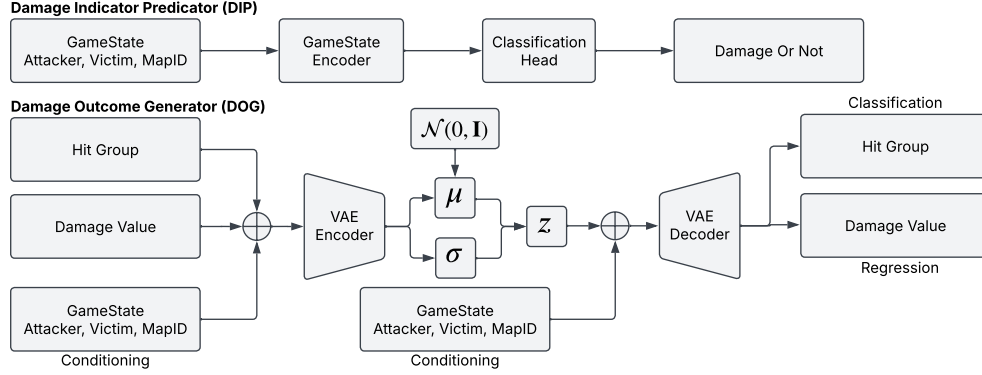 Damage Indicator Predicator (DIP)
GameState
Attacker, Victim, MapID
GameState
Encoder
Classification
Head
Damage Or Not
Damage Outcome Generator (DOG)
Hit Group
Damage Value
GameState
Attacker, Victim, MapID
Conditioning
VAE
Encoder
𝒩(0, I)
μ
σ
z
GameState
Attacker, Victim, MapID
Conditioning
VAE
Decoder
Classification
Hit Group
Damage Value
Regression